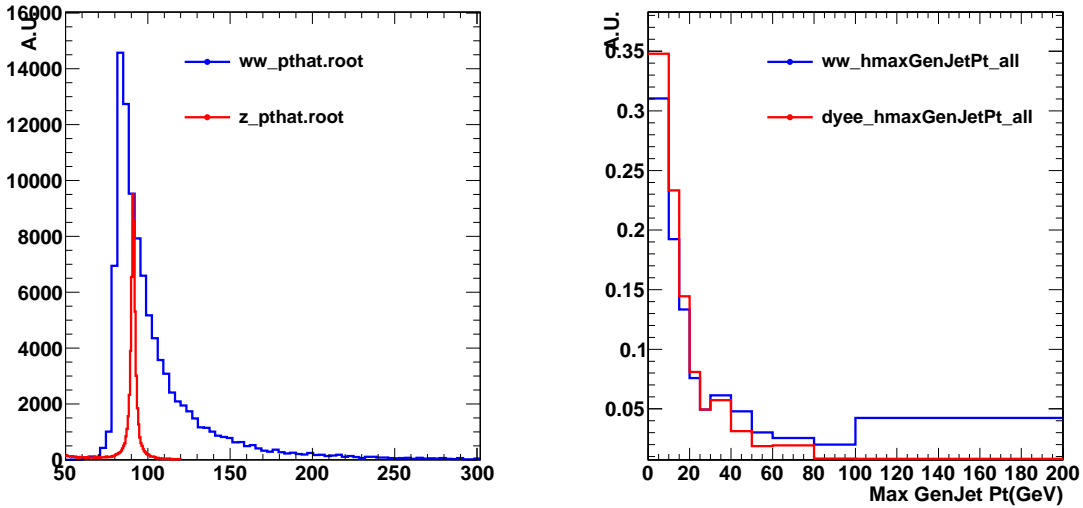 A.U.
16000
14000
12000
10000
8000
6000
4000
2000
0
50 100 150 200 250 300
ww_pthat.root
z_pthat.root
A.U.
0.35
0.3
0.25
0.2
0.15
0.1
0.05
0 20 40 60 80 100 120 140 160 180 200
Max GenJet Pt(GeV)
ww_hmaxGenJetPt_all
dyee_hmaxGenJetPt_all